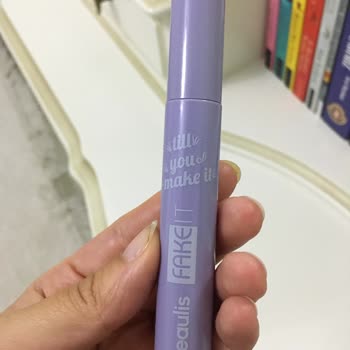 till
you
make it
FAKE IT
eaulis